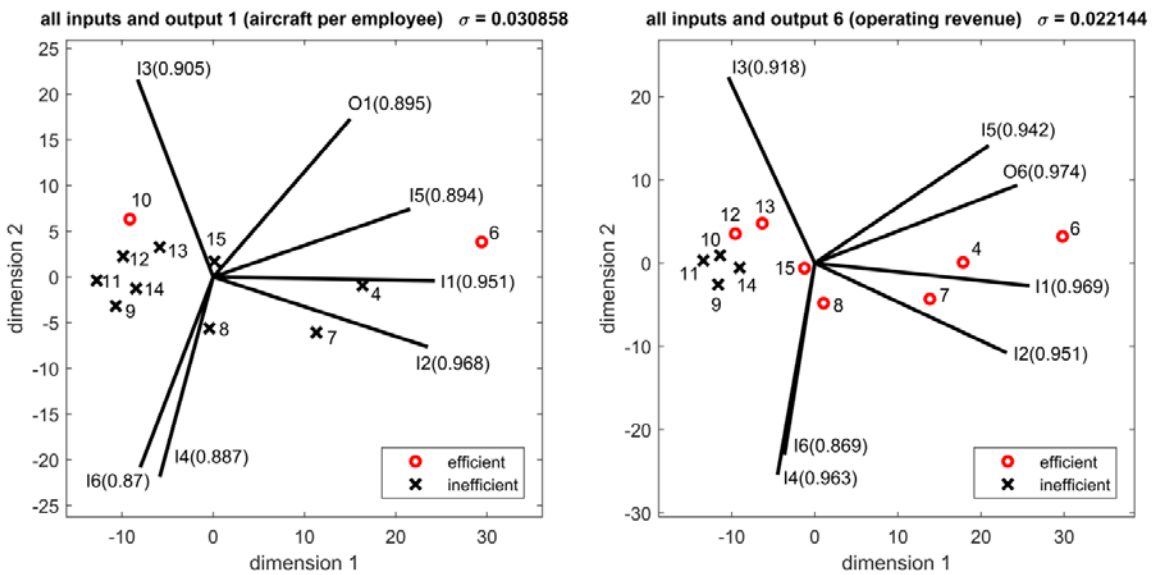 all inputs and output 1 (aircraft per employee) σ = 0.030858
25
20
15
10
5
0
-5
-10
-15
-20
-25
-10
0
10
20
30
dimension 2
dimension 1
I3(0.905)
O1(0.895)
I5(0.894)
I1(0.951)
I2(0.968)
I4(0.887)
I6(0.87)
10
15
6
13
12
11
14
9
8
4
7
efficient
inefficient
all inputs and output 6 (operating revenue) σ = 0.022144
20
10
0
-10
-20
-30
-10
0
10
20
30
dimension 2
dimension 1
I3(0.918)
I5(0.942)
O6(0.974)
I1(0.969)
I2(0.951)
I6(0.869)
I4(0.963)
13
12
10
11
14
9
15
8
4
6
7
efficient
inefficient